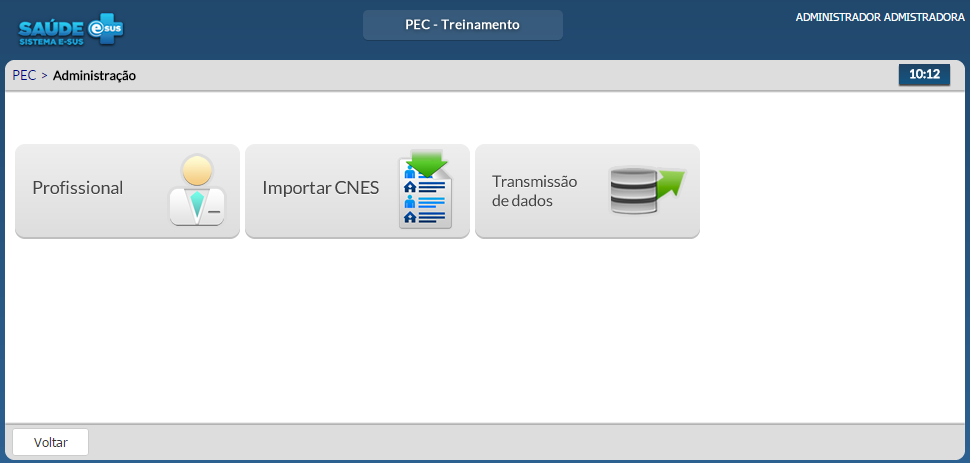 SAÚDE e-SUS
SISTEMA E-SUS
PEC - Treinamento
ADMINISTRADOR ADMISTRADORA
PEC > Administração
10:12
Profissional
Importar CNES
Transmissão
de dados
Voltar